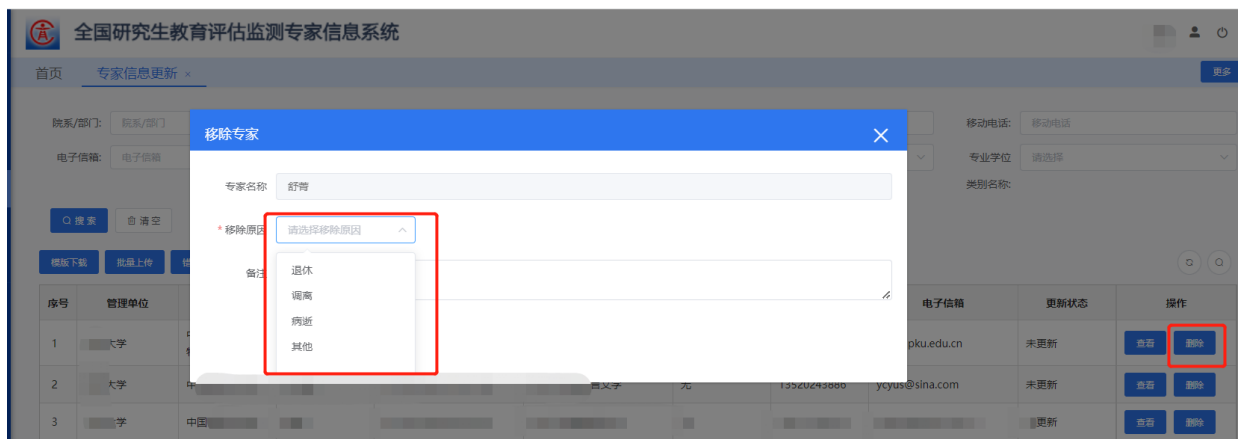 全国研究生教育评估监测专家信息系统
首页 专家信息更新 × 更多
院系/部门: 院系/部门 移动电话: 移动电话
移除专家
电子信箱: 电子信箱 专业学位 请选择
类别名称:
专家名称
搜索 清空 * 移除原因 请选择移除原因
模版下载 批量上传
备注 退休
调离
病逝
其他
序号 管理单位 电子信箱 更新状态 操作
1 大学 pku.edu.cn 未更新 查看 删除
2 大学 无 13520243886 ycyus@sina.com 未更新 查看 删除
3 学 中国 更新 查看 删除